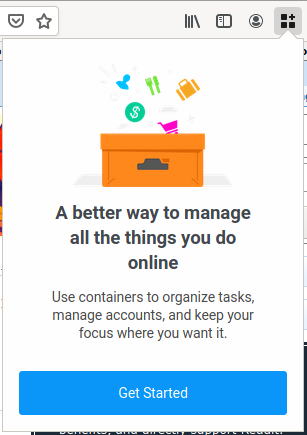 A better way to manage
all the things you do
online
Use containers to organize tasks,
manage accounts, and keep your
focus where you want it.
Get Started